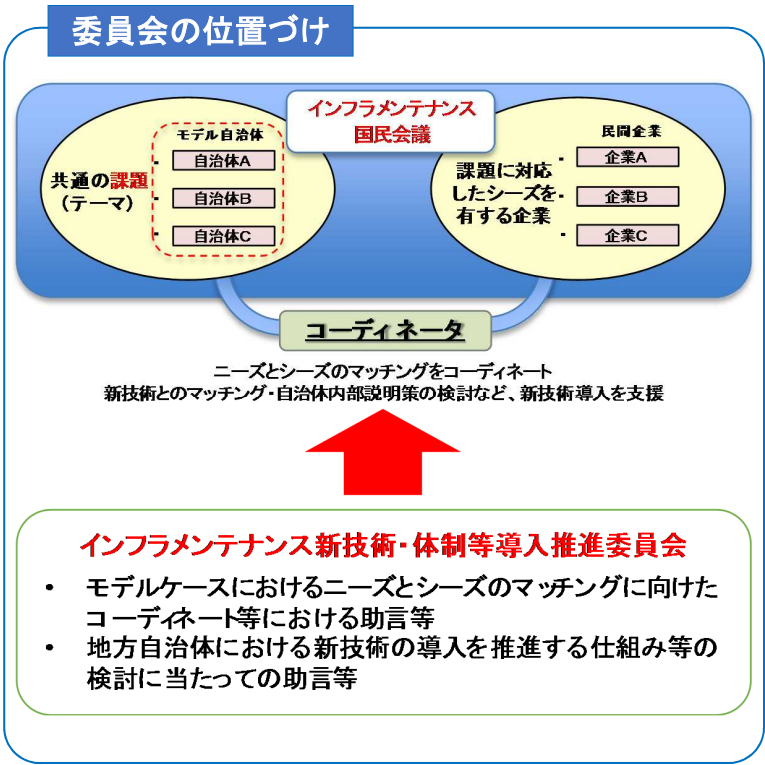 委員会の位置づけ
インフラメンテナンス
国民会議
モデル自治体
共通の課題
（テーマ）
自治体A
自治体B
自治体C
民間企業
課題に対応
したシーズを
有する企業
企業A
企業B
企業C
コーディネータ
ニーズとシーズのマッチングをコーディネート
新技術とのマッチング・自治体内部説明策の検討など、新技術導入を支援
インフラメンテナンス新技術・体制等導入推進委員会
• モデルケースにおけるニーズとシーズのマッチングに向けた
コーディネート等における助言等
• 地方自治体における新技術の導入を推進する仕組み等の
検討に当たっての助言等